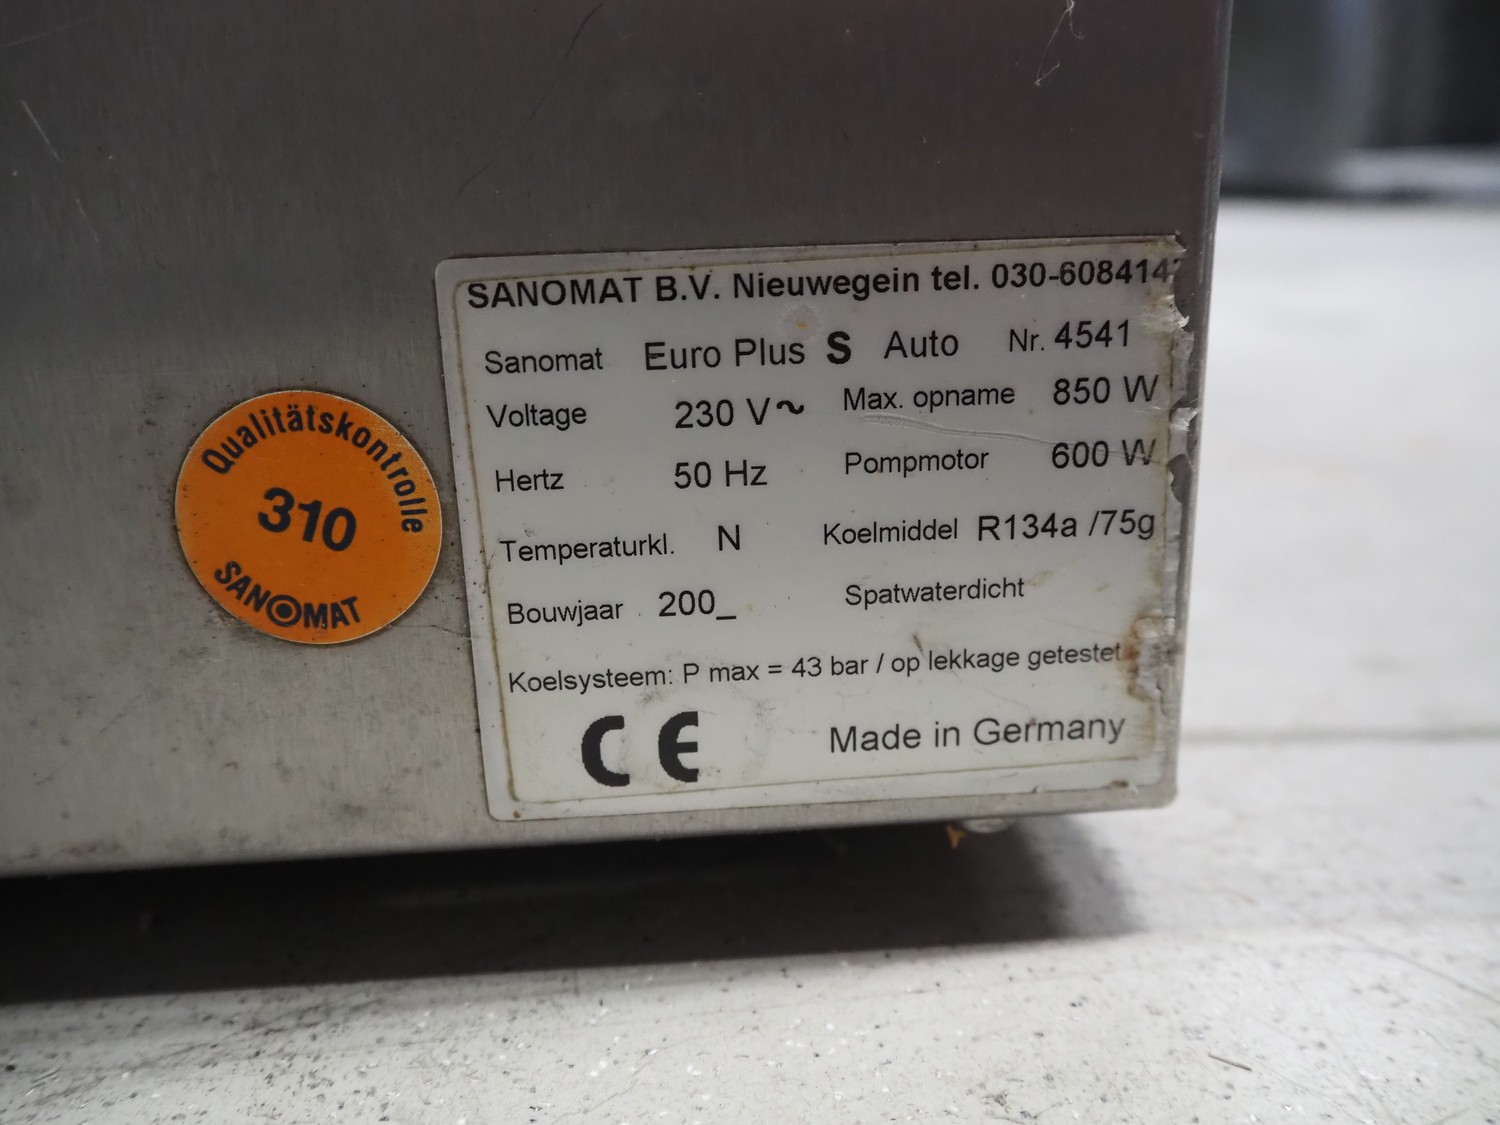 SANOMAT B.V. Nieuwegein tel. 030-608414
Sanomat Euro Plus S Auto Nr. 4541
Voltage 230 V~ Max. opname 850 W
Hertz 50 Hz Pompmotor 600 W
Temperaturkl. N Koelmiddel R134a /75g
Bouwjaar 200_ Spatwaterdicht
Koelsysteem: P max = 43 bar / op lekkage getestet
CE Made in Germany
Qualitätskontrolle
310
SANOMAT